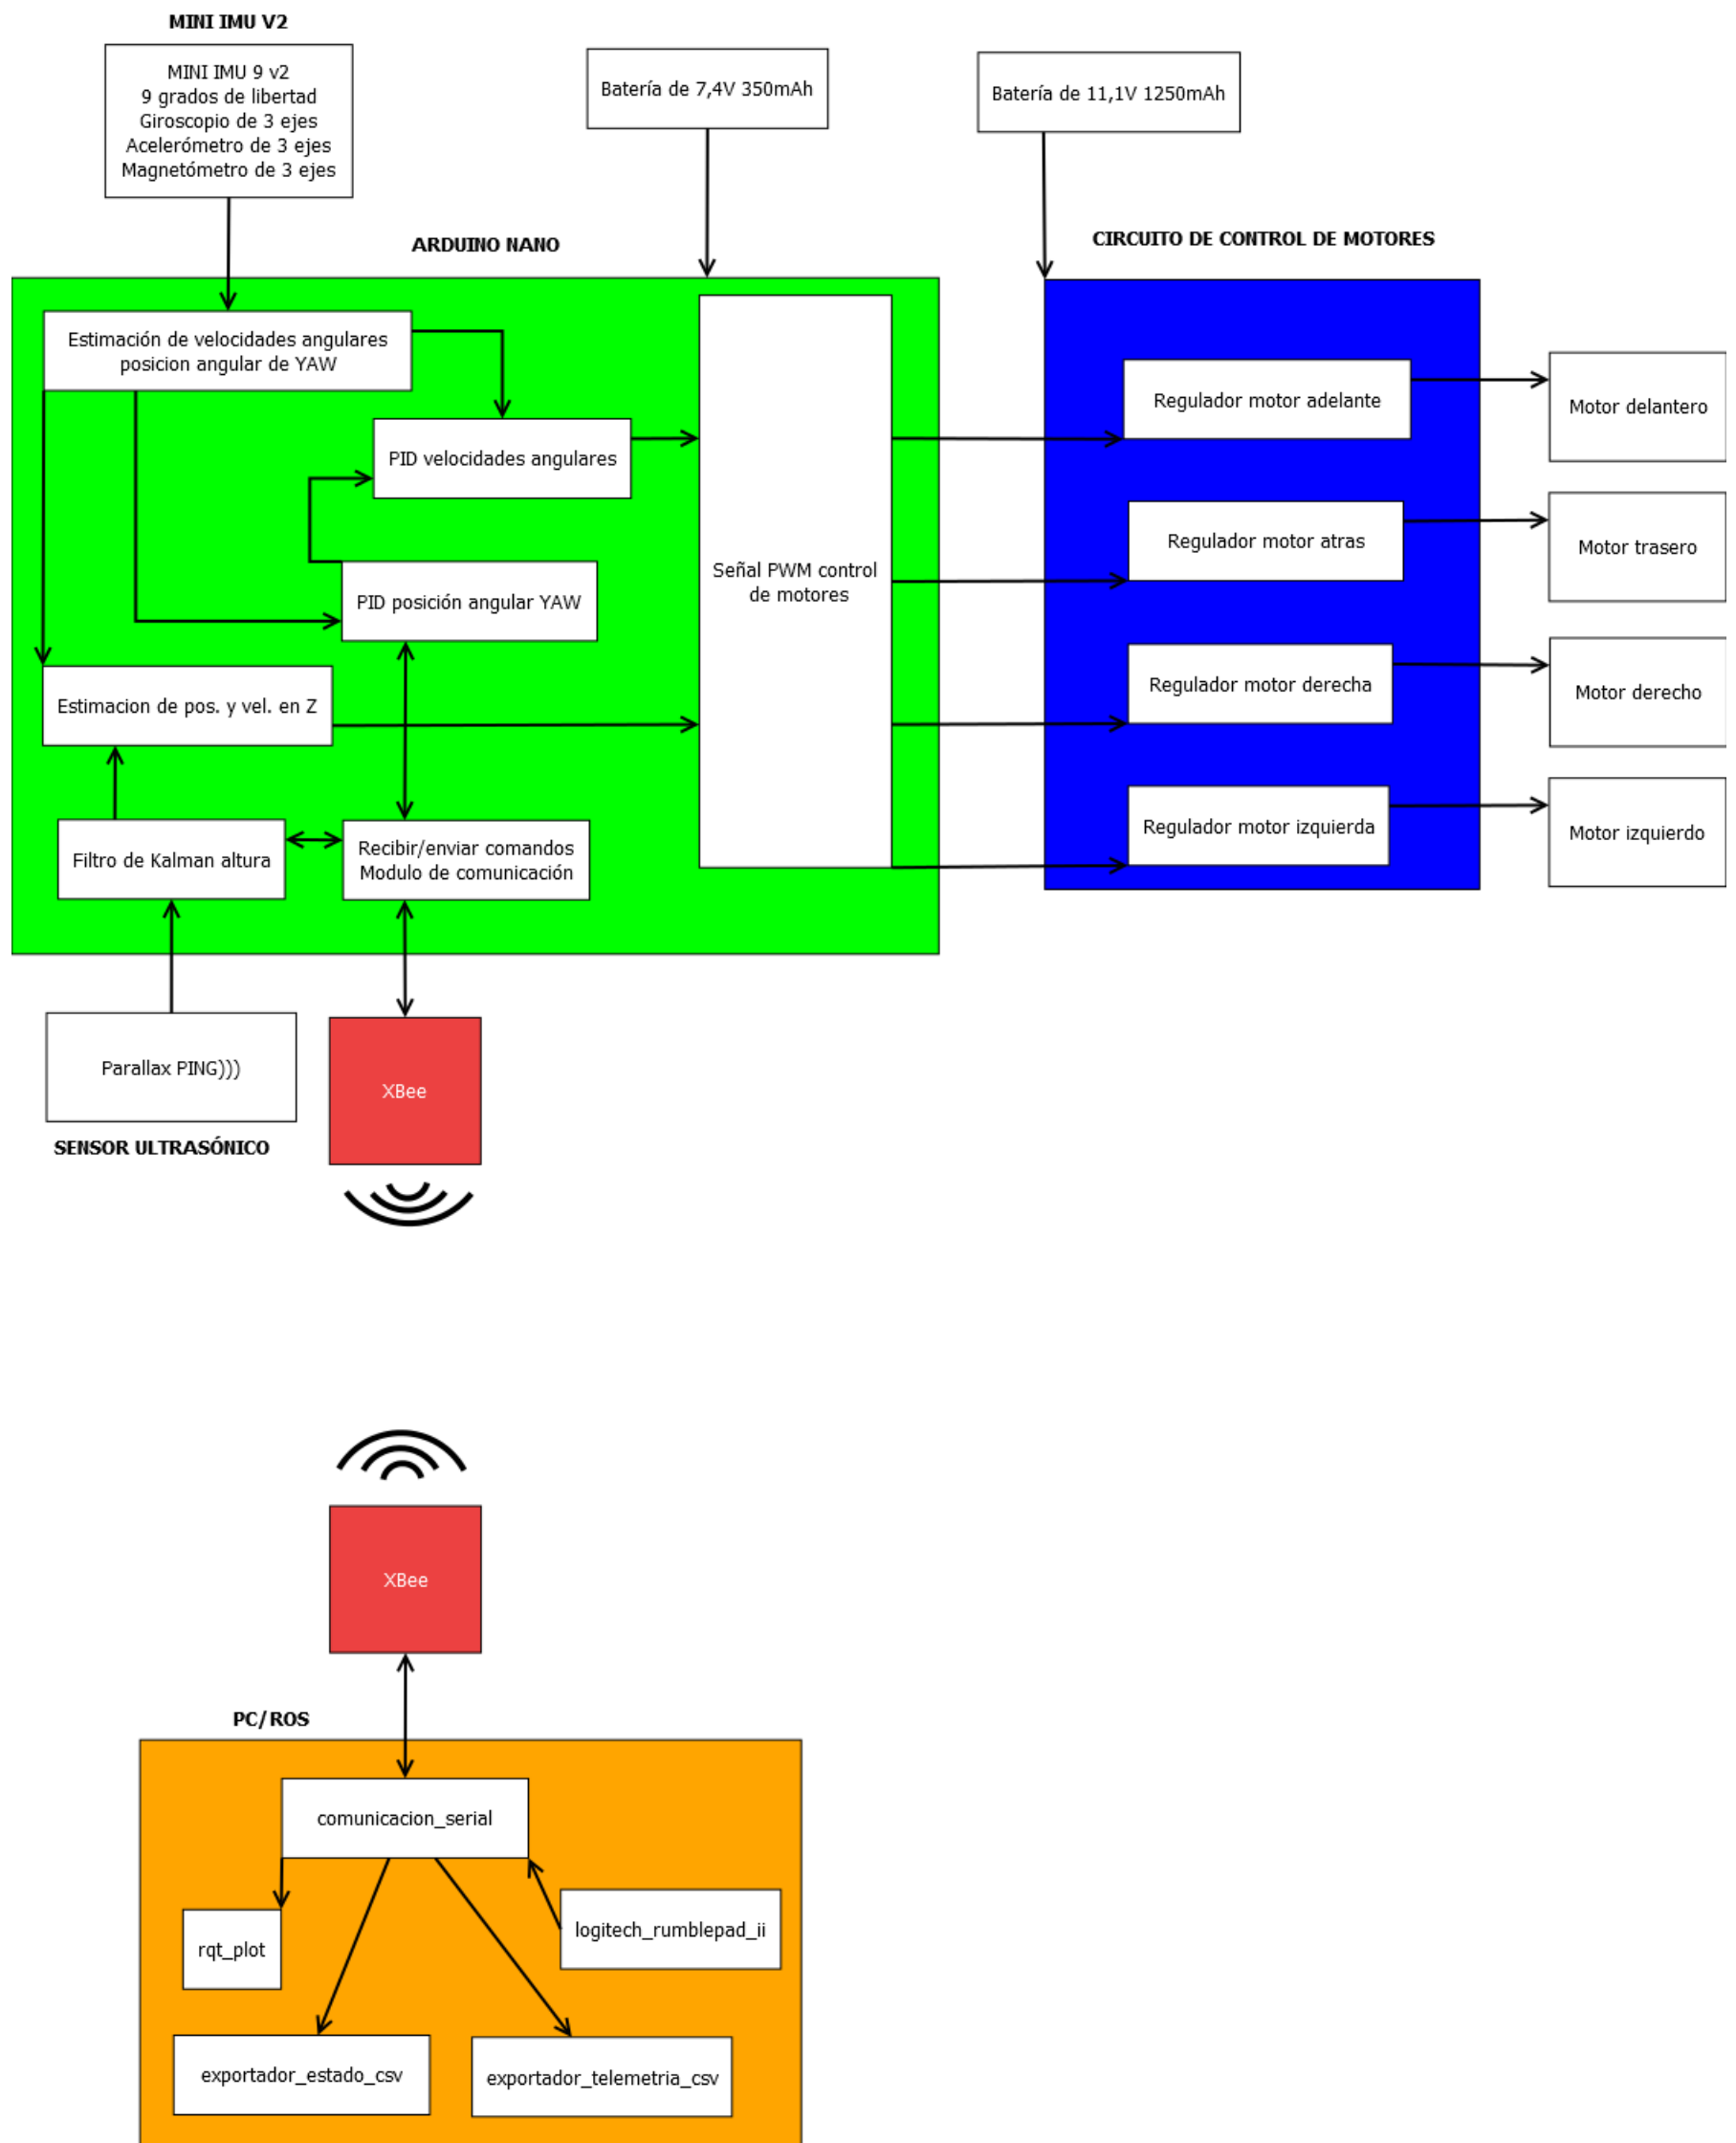 MINI IMU V2
MINI IMU 9 v2
9 grados de libertad
Giroscopio de 3 ejes
Acelerómetro de 3 ejes
Magnetómetro de 3 ejes
Batería de 7,4V 350mAh
Batería de 11,1V 1250mAh
ARDUINO NANO
CIRCUITO DE CONTROL DE MOTORES
Estimación de velocidades angulares
posicion angular de YAW
PID velocidades angulares
PID posición angular YAW
Estimacion de pos. y vel. en Z
Filtro de Kalman altura
Recibir/enviar comandos
Modulo de comunicación
Señal PWM control
de motores
Regulador motor adelante
Regulador motor atras
Regulador motor derecha
Regulador motor izquierda
Motor delantero
Motor trasero
Motor derecho
Motor izquierdo
Parallax PING)))
SENSOR ULTRASÓNICO
XBee
XBee
PC/ROS
comunicacion_serial
rqt_plot
logitech_rumblepad_ii
exportador_estado_csv
exportador_telemetria_csv